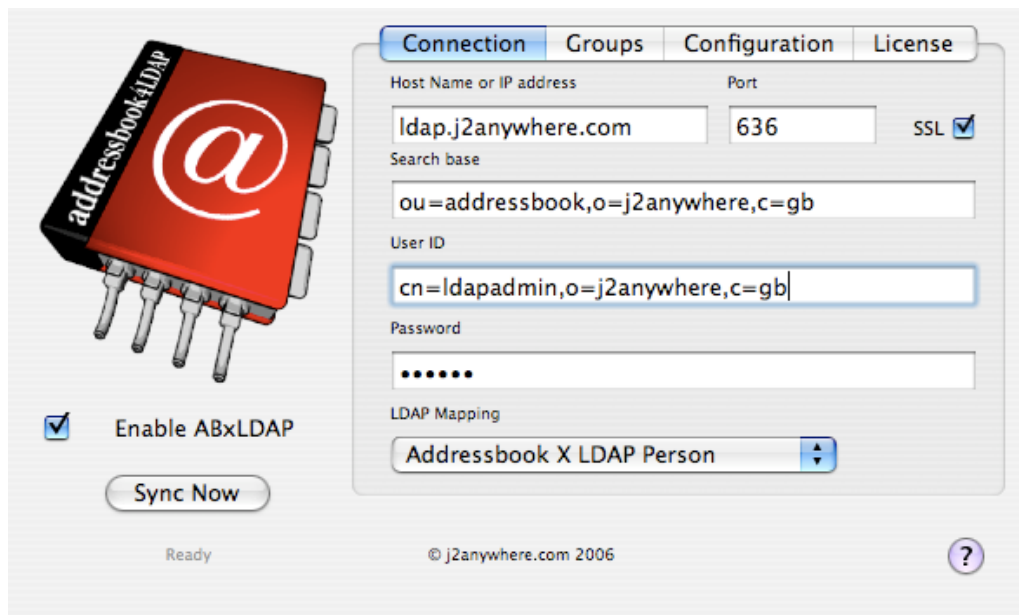 addressbook4LDAP
@
Connection Groups Configuration License
Host Name or IP address Port
ldap.j2anywhere.com 636 SSL
Search base
ou=addressbook,o=j2anywhere,c=gb
User ID
cn=ldapadmin,o=j2anywhere,c=gb
Password
••••••
LDAP Mapping
Addressbook X LDAP Person
Enable ABxLDAP
Sync Now
Ready © j2anywhere.com 2006 ?